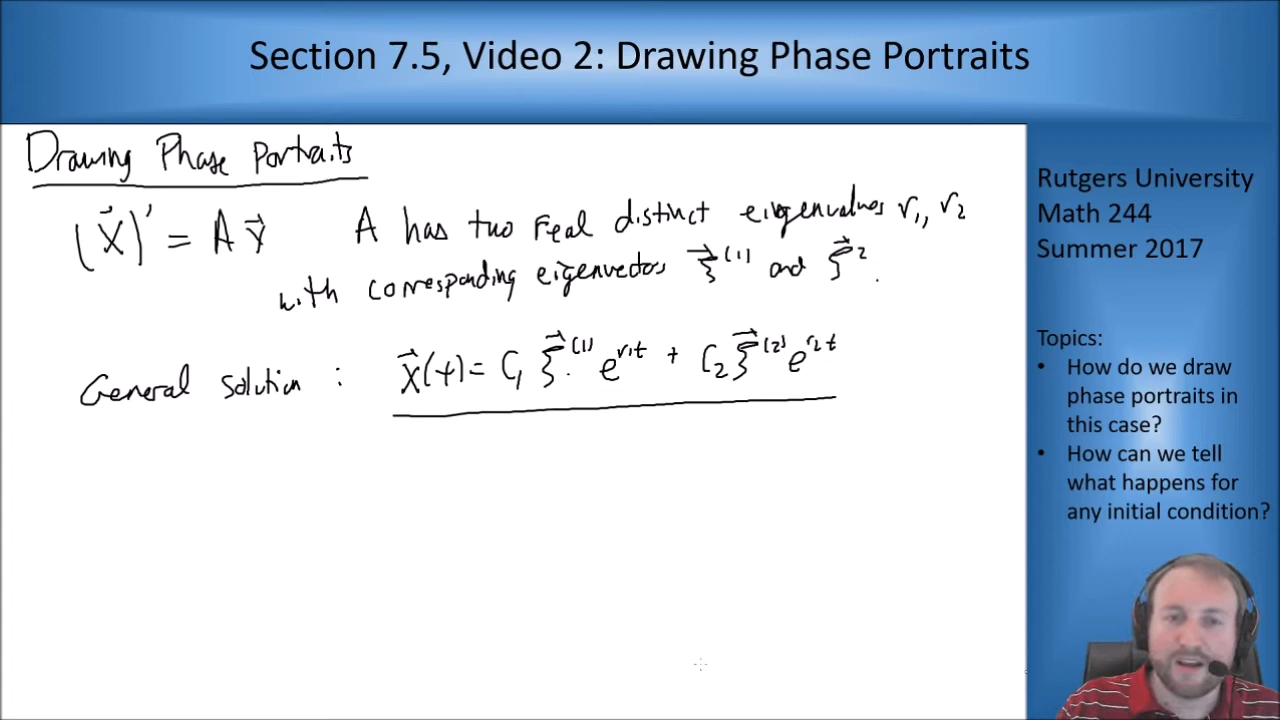 Section 7.5, Video 2: Drawing Phase Portraits
Drawing Phase Portraits
(x⃗)' = A x⃗ A has two real distinct eigenvalues r₁, r₂
with corresponding eigenvectors ξ⃗⁽¹⁾ and ξ⃗².
General solution : x⃗(t) = C₁ ξ⃗⁽¹⁾ e^{r₁t} + C₂ ξ⃗⁽²⁾ e^{r₂t}
Rutgers University
Math 244
Summer 2017
Topics:
• How do we draw
phase portraits in
this case?
• How can we tell
what happens for
any initial condition?